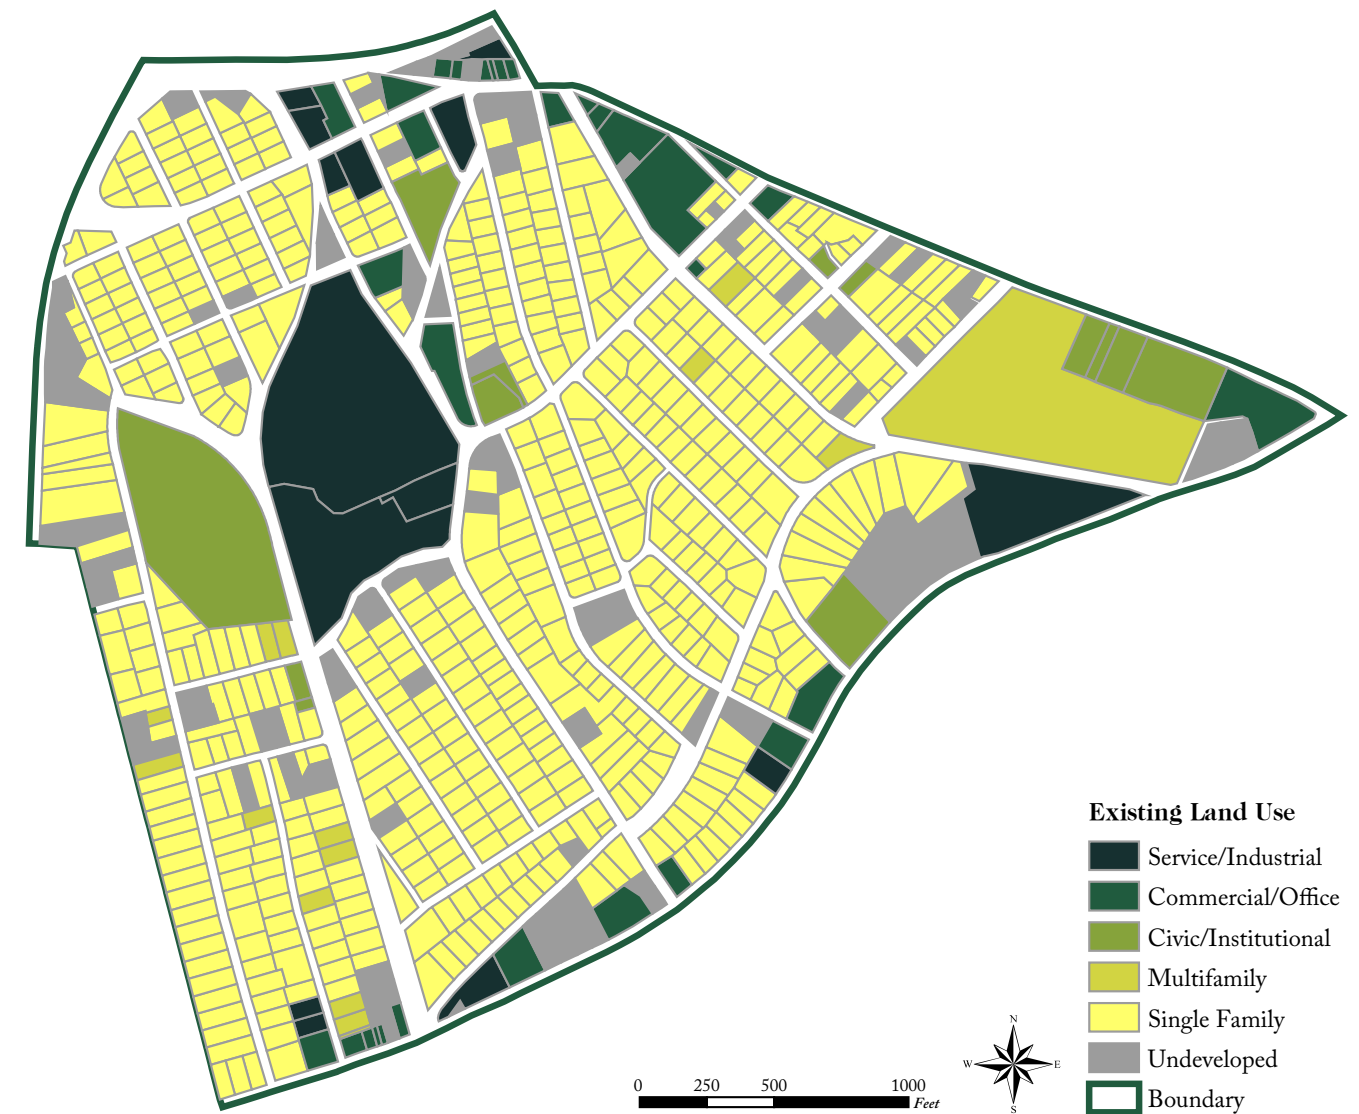 Existing Land Use
Service/Industrial
Commercial/Office
Civic/Institutional
Multifamily
Single Family
Undeveloped
Boundary
N
W E
S
0 250 500 1000
Feet